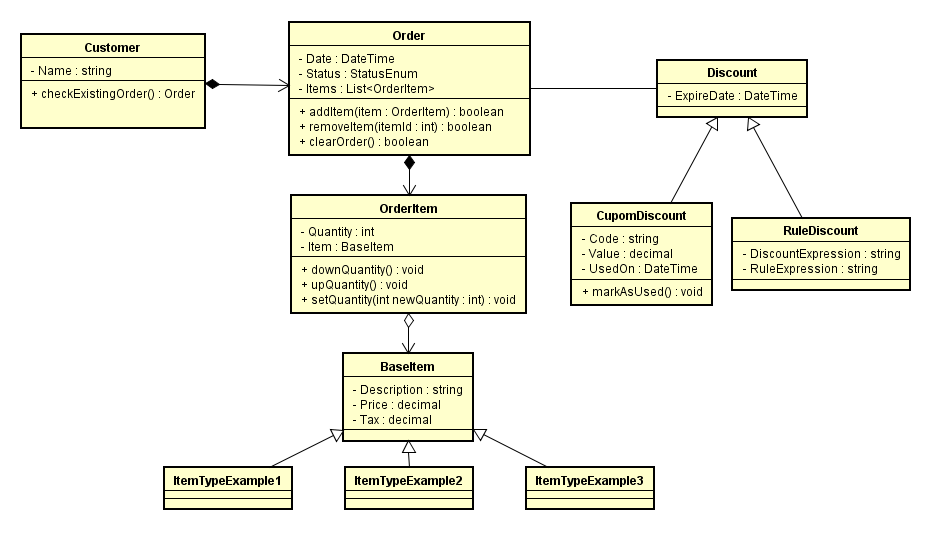 Customer
- Name : string
+ checkExistingOrder() : Order
Order
- Date : DateTime
- Status : StatusEnum
- Items : List<OrderItem>
+ addItem(item : OrderItem) : boolean
+ removeItem(itemId : int) : boolean
+ clearOrder() : boolean
Discount
- ExpireDate : DateTime
OrderItem
- Quantity : int
- Item : BaseItem
+ downQuantity() : void
+ upQuantity() : void
+ setQuantity(int newQuantity : int) : void
CupomDiscount
- Code : string
- Value : decimal
- UsedOn : DateTime
+ markAsUsed() : void
RuleDiscount
- DiscountExpression : string
- RuleExpression : string
BaseItem
- Description : string
- Price : decimal
- Tax : decimal
ItemTypeExample1
ItemTypeExample2
ItemTypeExample3